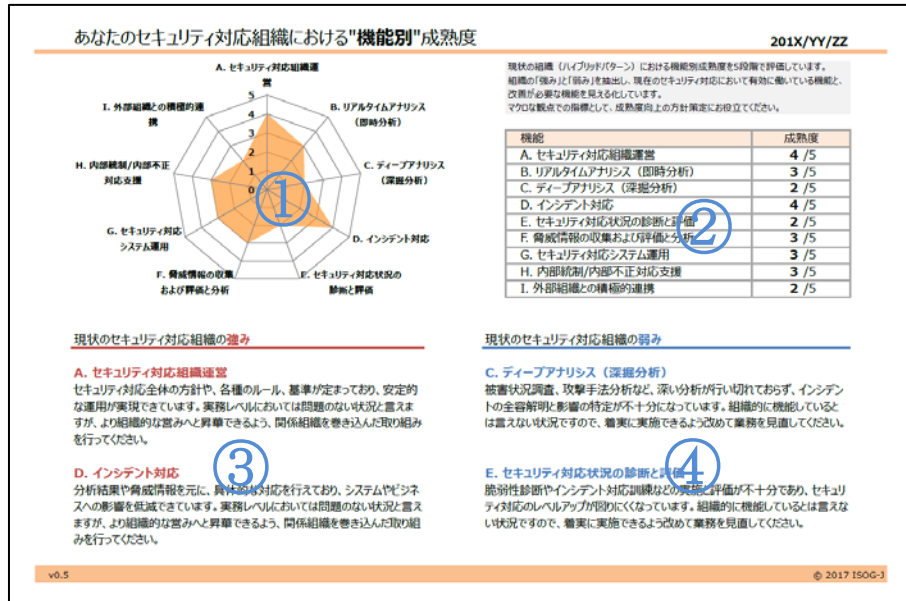 あなたのセキュリティ対応組織における"機能別"成熟度
201X/YY/ZZ
A. セキュリティ対応組織運
営
5
4
3
2
1
0
B. リアルタイムアナリシス
(即時分析)
C. ディープアナリシス
(深掘分析)
D. インシデント対応
E. セキュリティ対応状況の
診断と評価
F. 脅威情報の収集
および評価と分析
G. セキュリティ対応
システム運用
H. 内部統制/内部不正
対応支援
I. 外部組織との積極的連
携
①
現状の組織(ハイブリッドパターン)における機能別成熟度を5段階で評価しています。
組織の「強み」と「弱み」を抽出し、現在のセキュリティ対応において有効に働いている機能と、
改善が必要な機能を見える化しています。
マクロな観点での指標として、成熟度向上の方針策定にお役立てください。
機能 成熟度
A. セキュリティ対応組織運営 4 /5
B. リアルタイムアナリシス(即時分析) 3 /5
C. ディープアナリシス(深掘分析) 2 /5
D. インシデント対応 4 /5
E. セキュリティ対応状況の診断と評価 2 /5
F. 脅威情報の収集および評価と分析 3 /5
G. セキュリティ対応システム運用 3 /5
H. 内部統制/内部不正対応支援 3 /5
I. 外部組織との積極的連携 2 /5
②
現状のセキュリティ対応組織の強み
A. セキュリティ対応組織運営
セキュリティ対応全体の方針や、各種のルール、基準が定まっており、安定的
な運用が実現できています。実務レベルにおいては問題のない状況と言えま
すが、より組織的な営みへと昇華できるよう、関係組織を巻き込んだ取り組み
を行ってください。
D. インシデント対応
分析結果や脅威情報を元に、具体的な対応を行えており、システムやビジネ
スへの影響を低減できています。実務レベルにおいては問題のない状況と言え
ますが、より組織的な営みへと昇華できるよう、関係組織を巻き込んだ取り組
みを行ってください。
③
現状のセキュリティ対応組織の弱み
C. ディープアナリシス(深掘分析)
被害状況調査、攻撃手法分析など、深い分析が行い切れておらず、インシデン
トの全容解明と影響の特定が不十分になっています。組織的に機能していると
は言えない状況ですので、着実に実施できるよう改めて業務を見直してください。
E. セキュリティ対応状況の診断と評価
脆弱性診断やインシデント対応訓練などの実施と評価が不十分であり、セキュリ
ティ対応のレベルアップが図りにくくなっています。組織的に機能しているとは言えな
い状況ですので、着実に実施できるよう改めて業務を見直してください。
④
v0.5
© 2017 ISOG-J